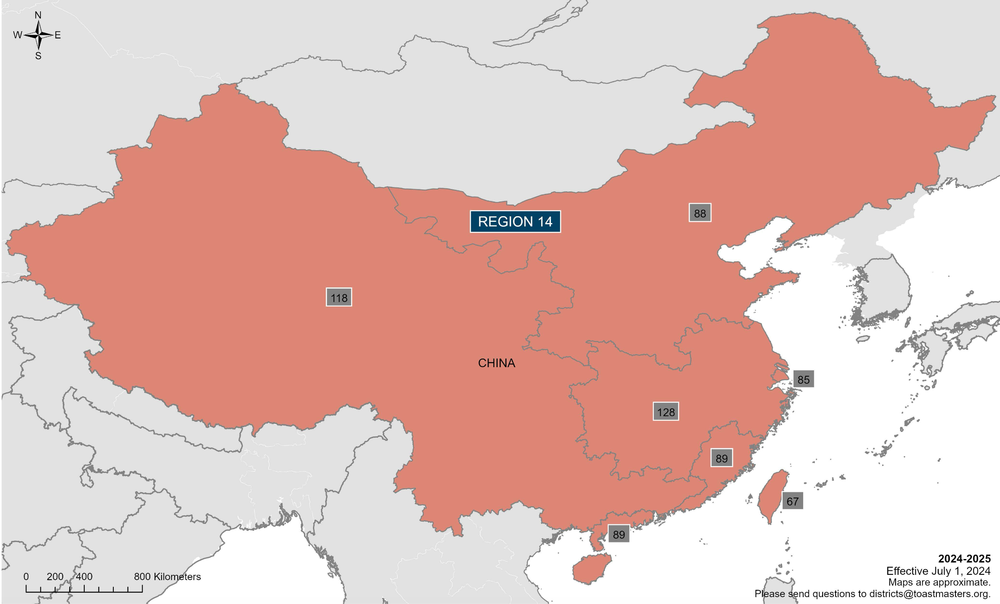 N
W E
S
88
REGION 14
118
CHINA
85
128
89
67
89
2024-2025
Effective July 1, 2024
0 200 400 800 Kilometers
Maps are approximate.
Please send questions to districts@toastmasters.org.